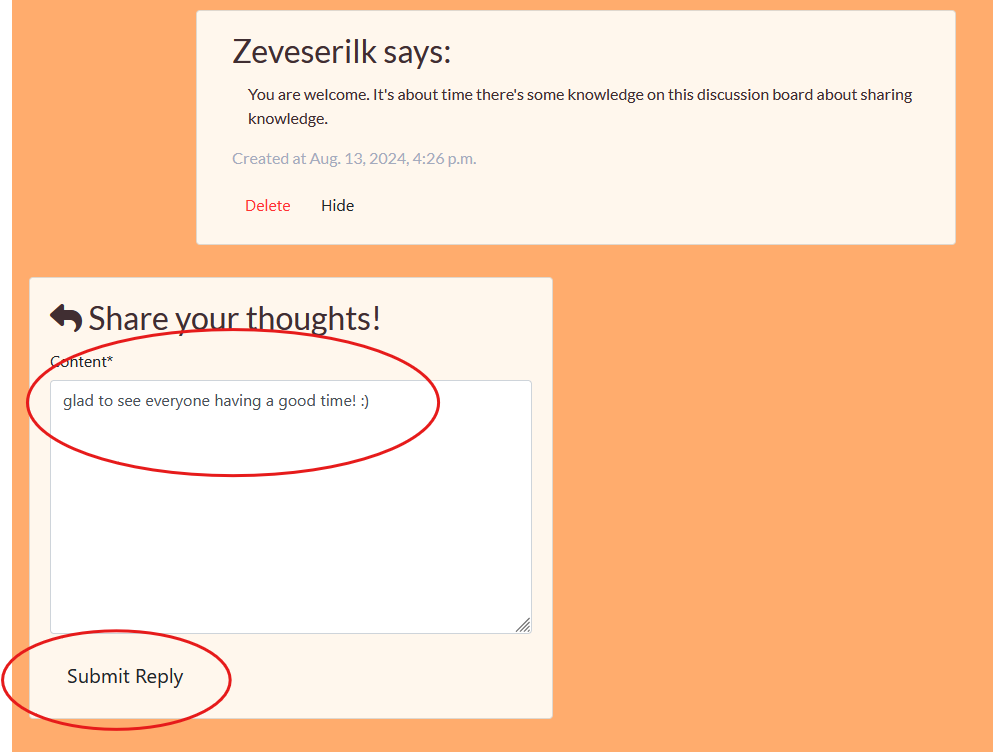 Zeveserilk says:
You are welcome. It's about time there's some knowledge on this discussion board about sharing
knowledge.
Created at Aug. 13, 2024, 4:26 p.m.
Delete Hide
Share your thoughts!
Content*
glad to see everyone having a good time! :)
Submit Reply